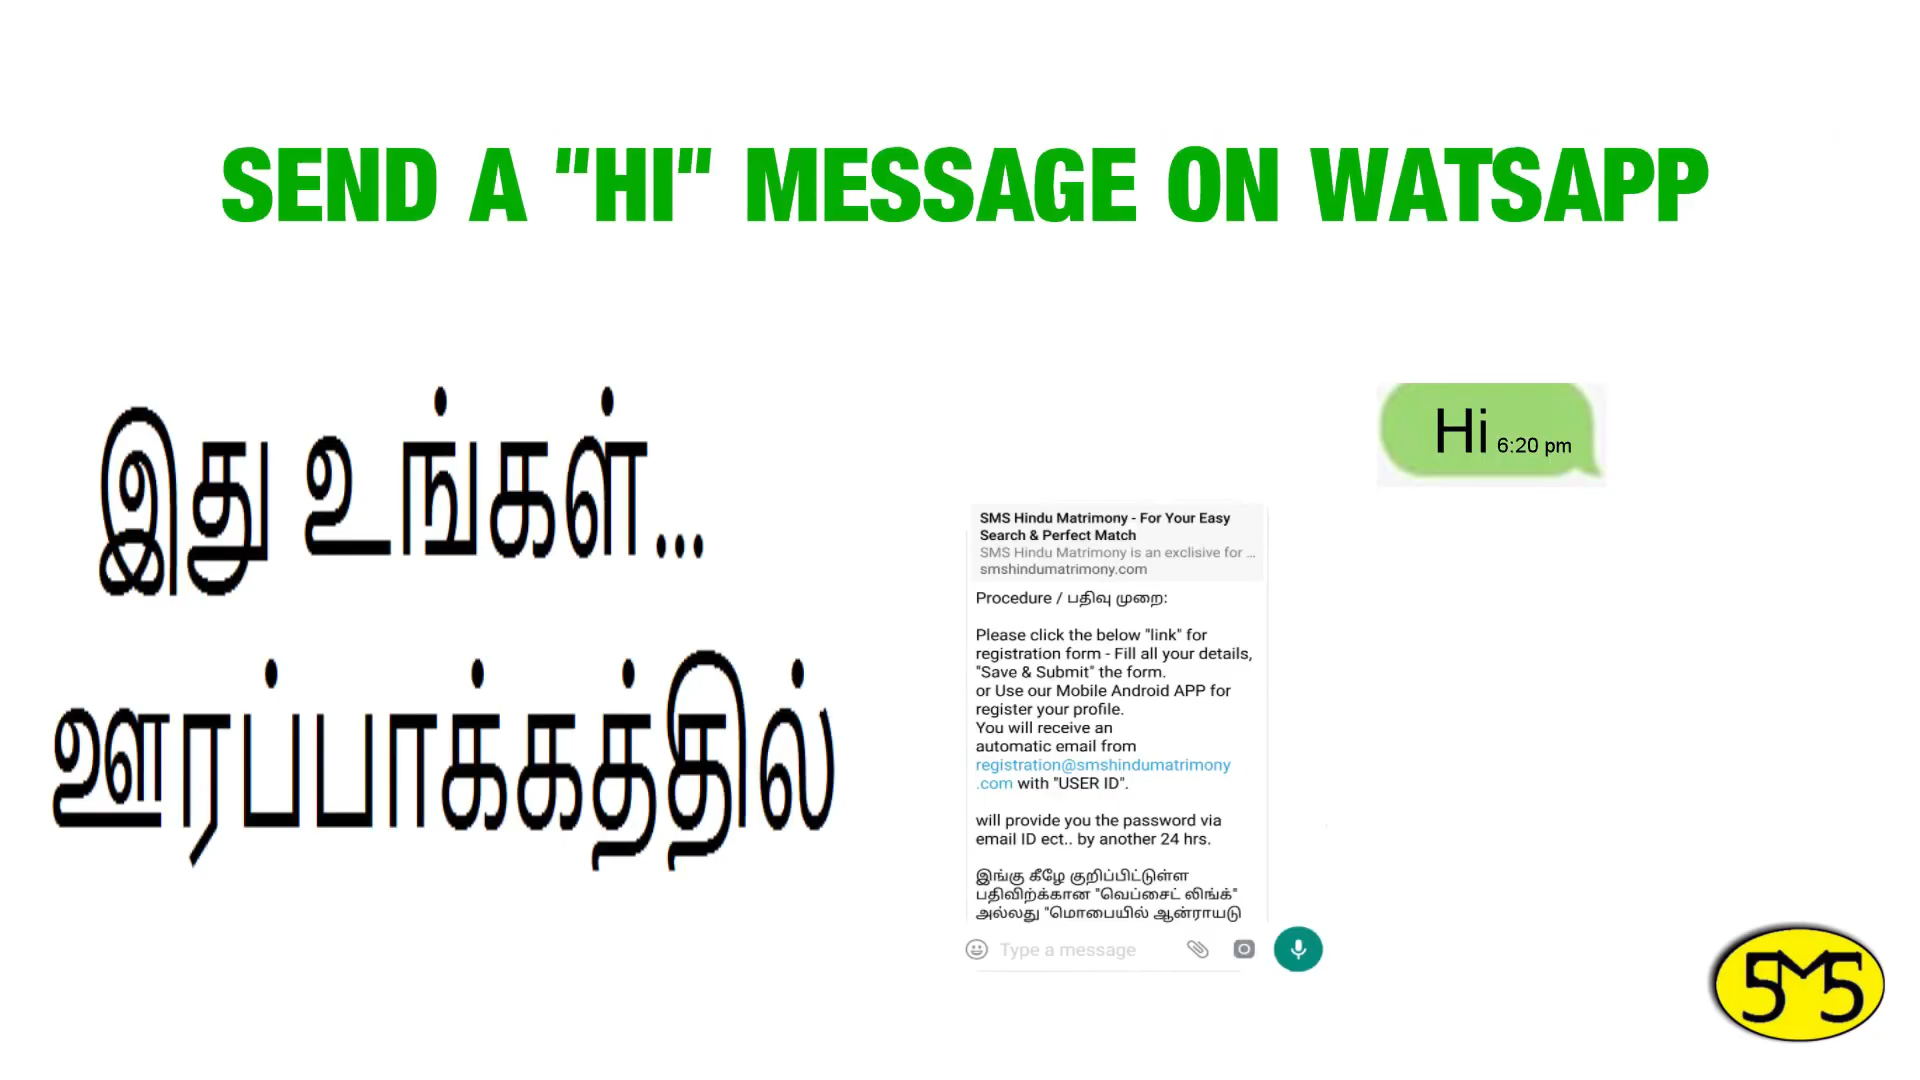 SEND A "HI" MESSAGE ON WATSAPP
இது உங்கள்...
ஊரப்பாக்கத்தில்
Hi 6:20 pm
SMS Hindu Matrimony - For Your Easy
Search & Perfect Match
SMS Hindu Matrimony is an exclisive for ...
smshindumatrimony.com
Procedure / பதிவு முறை:
Please click the below "link" for
registration form - Fill all your details,
"Save & Submit" the form.
or Use our Mobile Android APP for
register your profile.
You will receive an
automatic email from
registration@smshindumatrimony
.com with "USER ID".
will provide you the password via
email ID ect.. by another 24 hrs.
இங்கு கீழே குறிப்பிட்டுள்ள
பதிவிற்க்கான "வெப்சைட் லிங்க்"
அல்லது "மொபையில் ஆன்ராயடு
Type a message
SMS